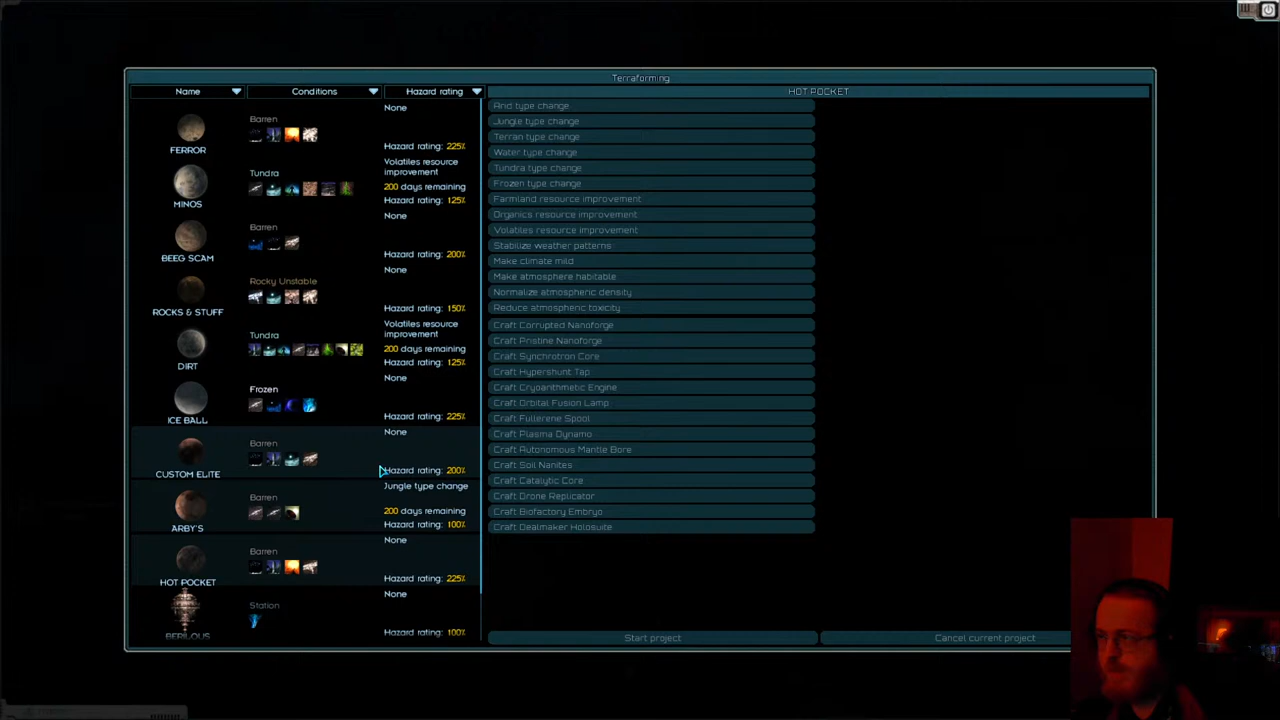 Terraforming
Name Conditions Hazard rating HOT POCKET
None
Barren
Hazard rating: 225%
FERROR
Volatiles resource
improvement
Tundra
200 days remaining
Hazard rating: 125%
MINOS
None
Barren
Hazard rating: 200%
BEEG SCAM
None
Rocky Unstable
Hazard rating: 150%
ROCKS & STUFF
Volatiles resource
improvement
Tundra
200 days remaining
Hazard rating: 125%
DIRT
None
Frozen
Hazard rating: 225%
ICE BALL
None
Barren
Hazard rating: 200%
CUSTOM ELITE
Jungle type change
Barren
200 days remaining
Hazard rating: 100%
ARBY'S
None
Barren
Hazard rating: 225%
HOT POCKET
None
Station
Hazard rating: 100%
BERILOUS
Arid type change
Jungle type change
Terran type change
Water type change
Tundra type change
Frozen type change
Farmland resource improvement
Organics resource improvement
Volatiles resource improvement
Stabilize weather patterns
Make climate mild
Make atmosphere habitable
Normalize atmospheric density
Reduce atmospheric toxicity
Craft Corrupted Nanoforge
Craft Pristine Nanoforge
Craft Synchrotron Core
Craft Hypershunt Tap
Craft Cryoarithmetic Engine
Craft Orbital Fusion Lamp
Craft Fullerene Spool
Craft Plasma Dynamo
Craft Autonomous Mantle Bore
Craft Soil Nanites
Craft Catalytic Core
Craft Drone Replicator
Craft Biofactory Embryo
Craft Dealmaker Holosuite
Start project
Cancel current project